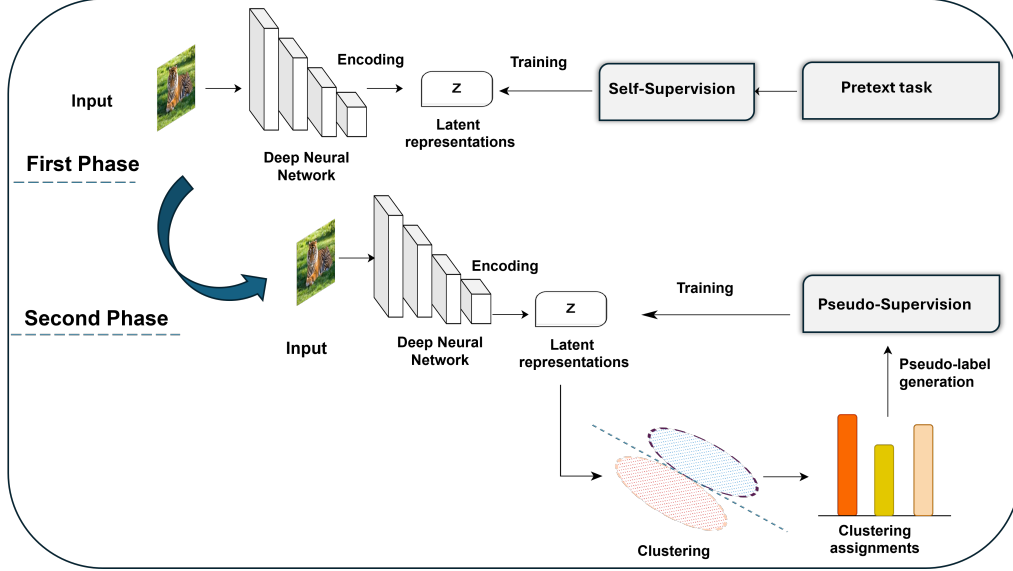 Input
Encoding
Z
Training
Self-Supervision
Pretext task
Latent
representations
Deep Neural
Network
First Phase
Second Phase
Input
Encoding
Z
Training
Pseudo-Supervision
Deep Neural
Network
Latent
representations
Pseudo-label
generation
Clustering
Clustering
assignments